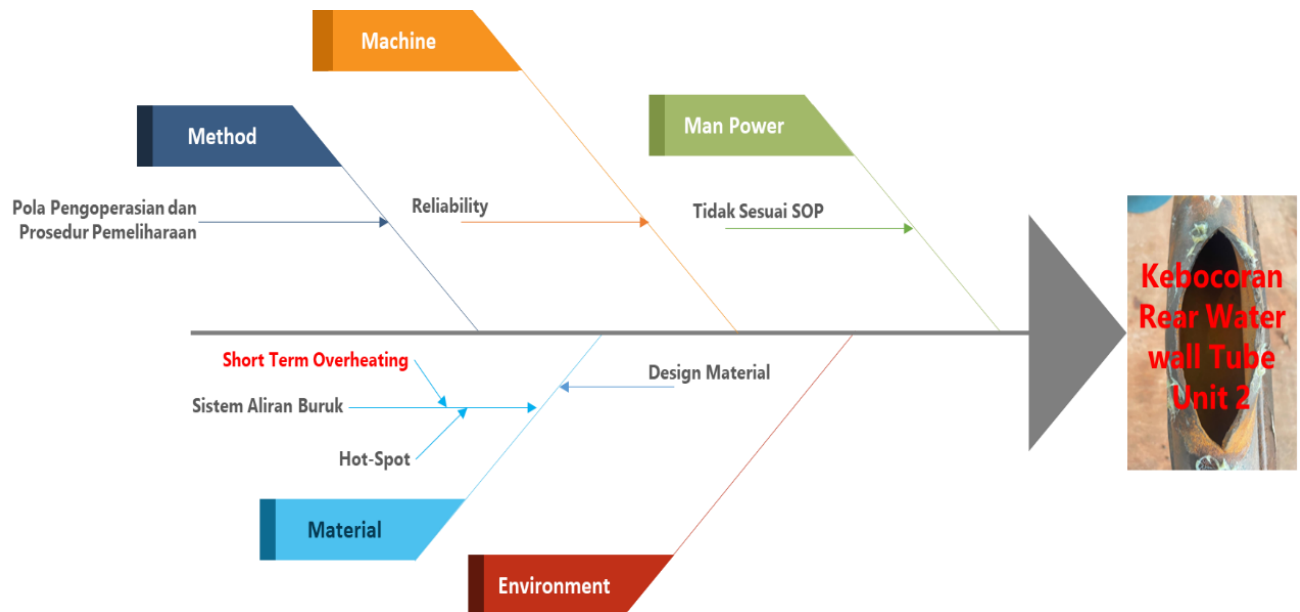 Machine
Method
Man Power
Pola Pengoperasian dan
Prosedur Pemeliharaan
Reliability
Tidak Sesuai SOP
Kebocoran
Rear Water
wall Tube
Unit 2
Short Term Overheating
Design Material
Sistem Aliran Buruk
Hot-Spot
Material
Environment